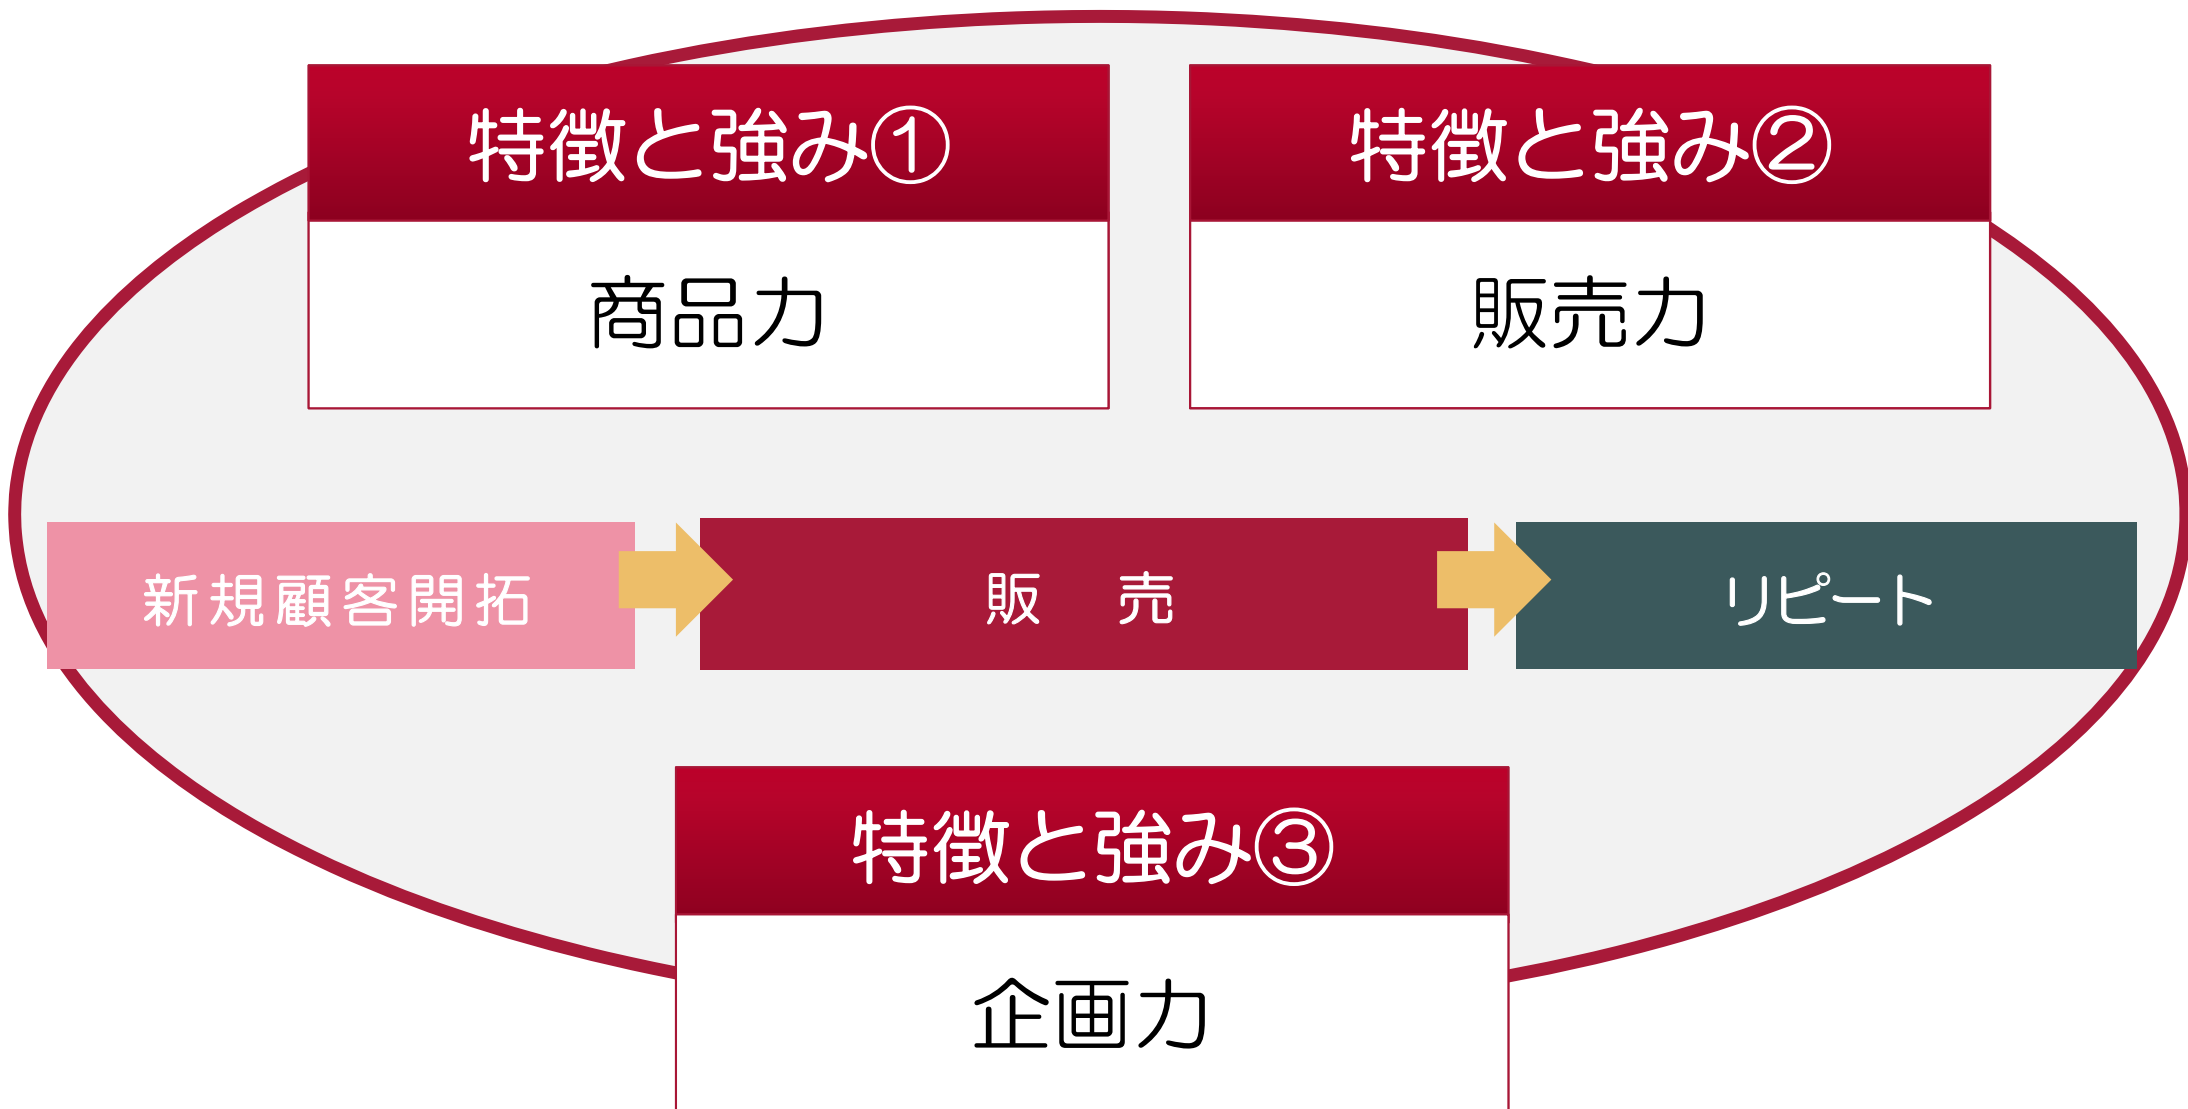 特徴と強み①
商品力
特徴と強み②
販売力
新規顧客開拓
販　売
リピート
特徴と強み③
企画力